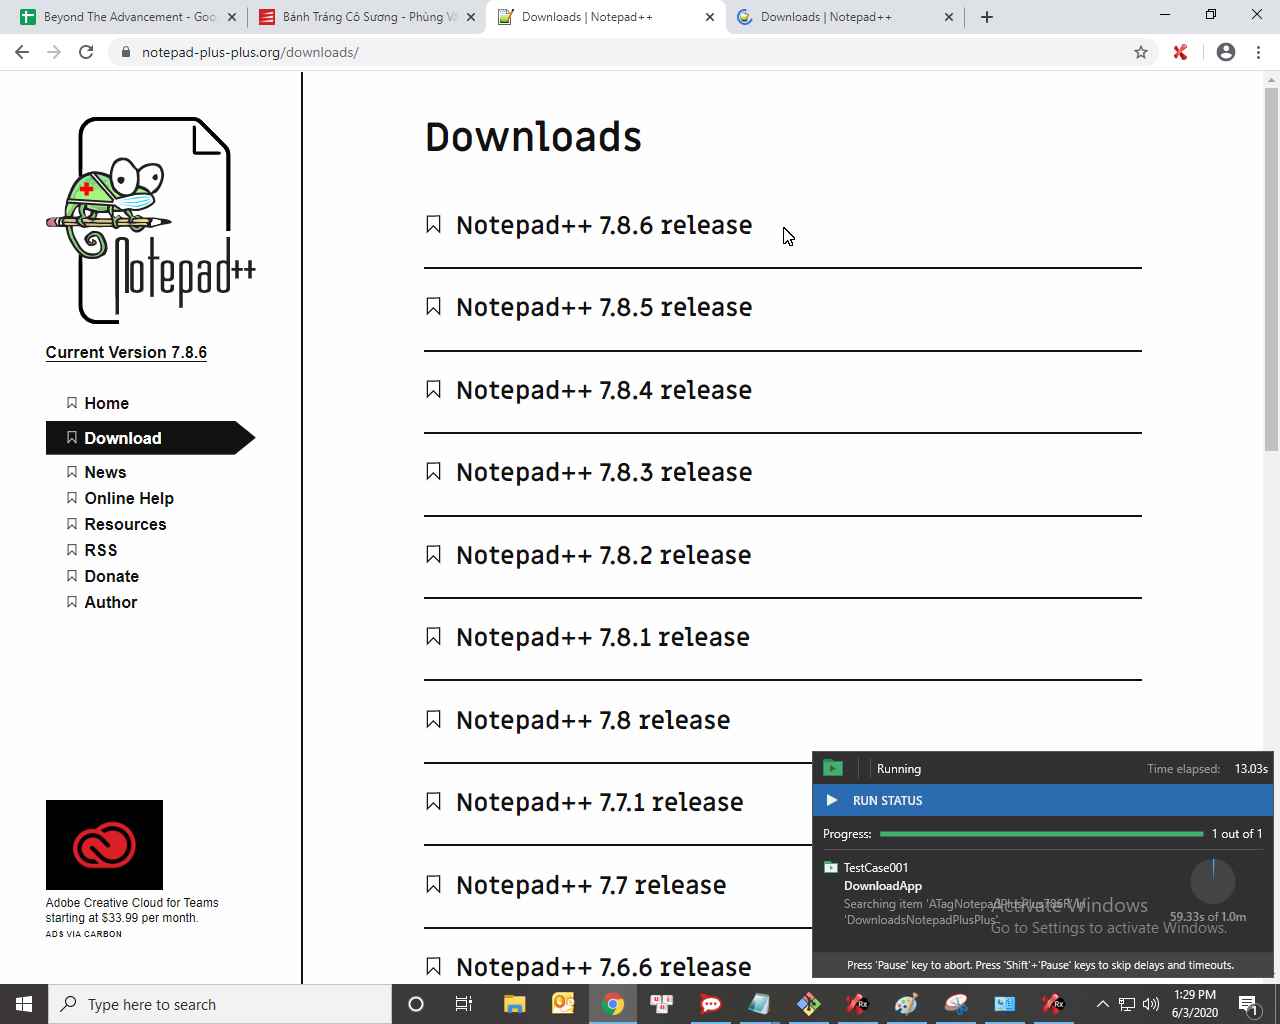 Beyond The Advancement - Goo
Bánh Tráng Cô Sương - Phùng Vă
Downloads | Notepad++
Downloads | Notepad++
notepad-plus-plus.org/downloads/
Notepad++
Current Version 7.8.6
Home
Download
News
Online Help
Resources
RSS
Donate
Author
Adobe Creative Cloud for Teams
starting at $33.99 per month.
ADS VIA CARBON
Downloads
Notepad++ 7.8.6 release
Notepad++ 7.8.5 release
Notepad++ 7.8.4 release
Notepad++ 7.8.3 release
Notepad++ 7.8.2 release
Notepad++ 7.8.1 release
Notepad++ 7.8 release
Notepad++ 7.7.1 release
Notepad++ 7.7 release
Notepad++ 7.6.6 release
Running
Time elapsed: 13.03s
RUN STATUS
Progress: 1 out of 1
TestCase001
DownloadApp
Searching item
'DownloadsNotepadPlusPlus'.
59.33s of 1.0m
Activate Windows
Go to Settings to activate Windows.
Press 'Pause' key to abort. Press 'Shift'+'Pause' keys to skip delays and timeouts.
Type here to search
1:29 PM
6/3/2020
1